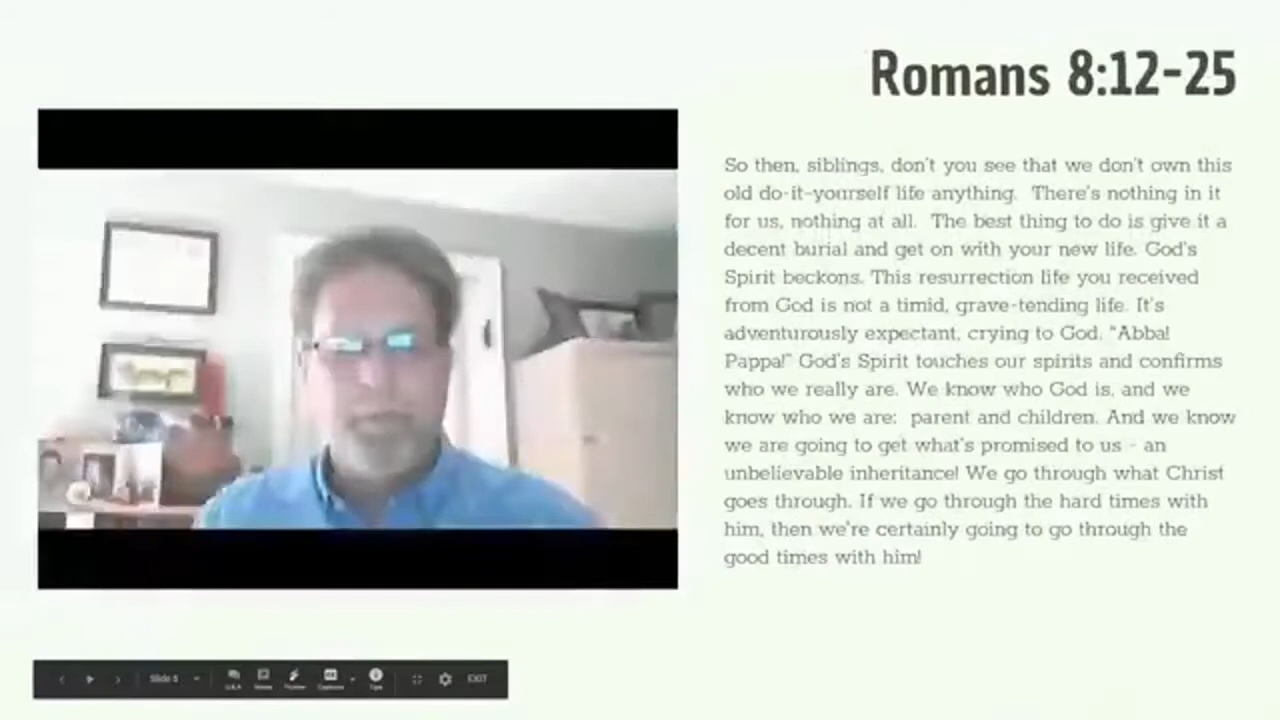 Romans 8:12-25
So then, siblings, don't you see that we don't own this
old do-it-yourself life anything.  There's nothing in it
for us, nothing at all.  The best thing to do is give it a
decent burial and get on with your new life. God's
Spirit beckons. This resurrection life you received
from God is not a timid, grave-tending life. It's
adventurously expectant, crying to God, "Abba!
Pappa!" God's Spirit touches our spirits and confirms
who we really are. We know who God is, and we
know who we are:  parent and children. And we know
we are going to get what's promised to us - an
unbelievable inheritance! We go through what Christ
goes through. If we go through the hard times with
him, then we're certainly going to go through the
good times with him!
Slide 5
Q&A Notes Pointer Captions Tips
EXIT